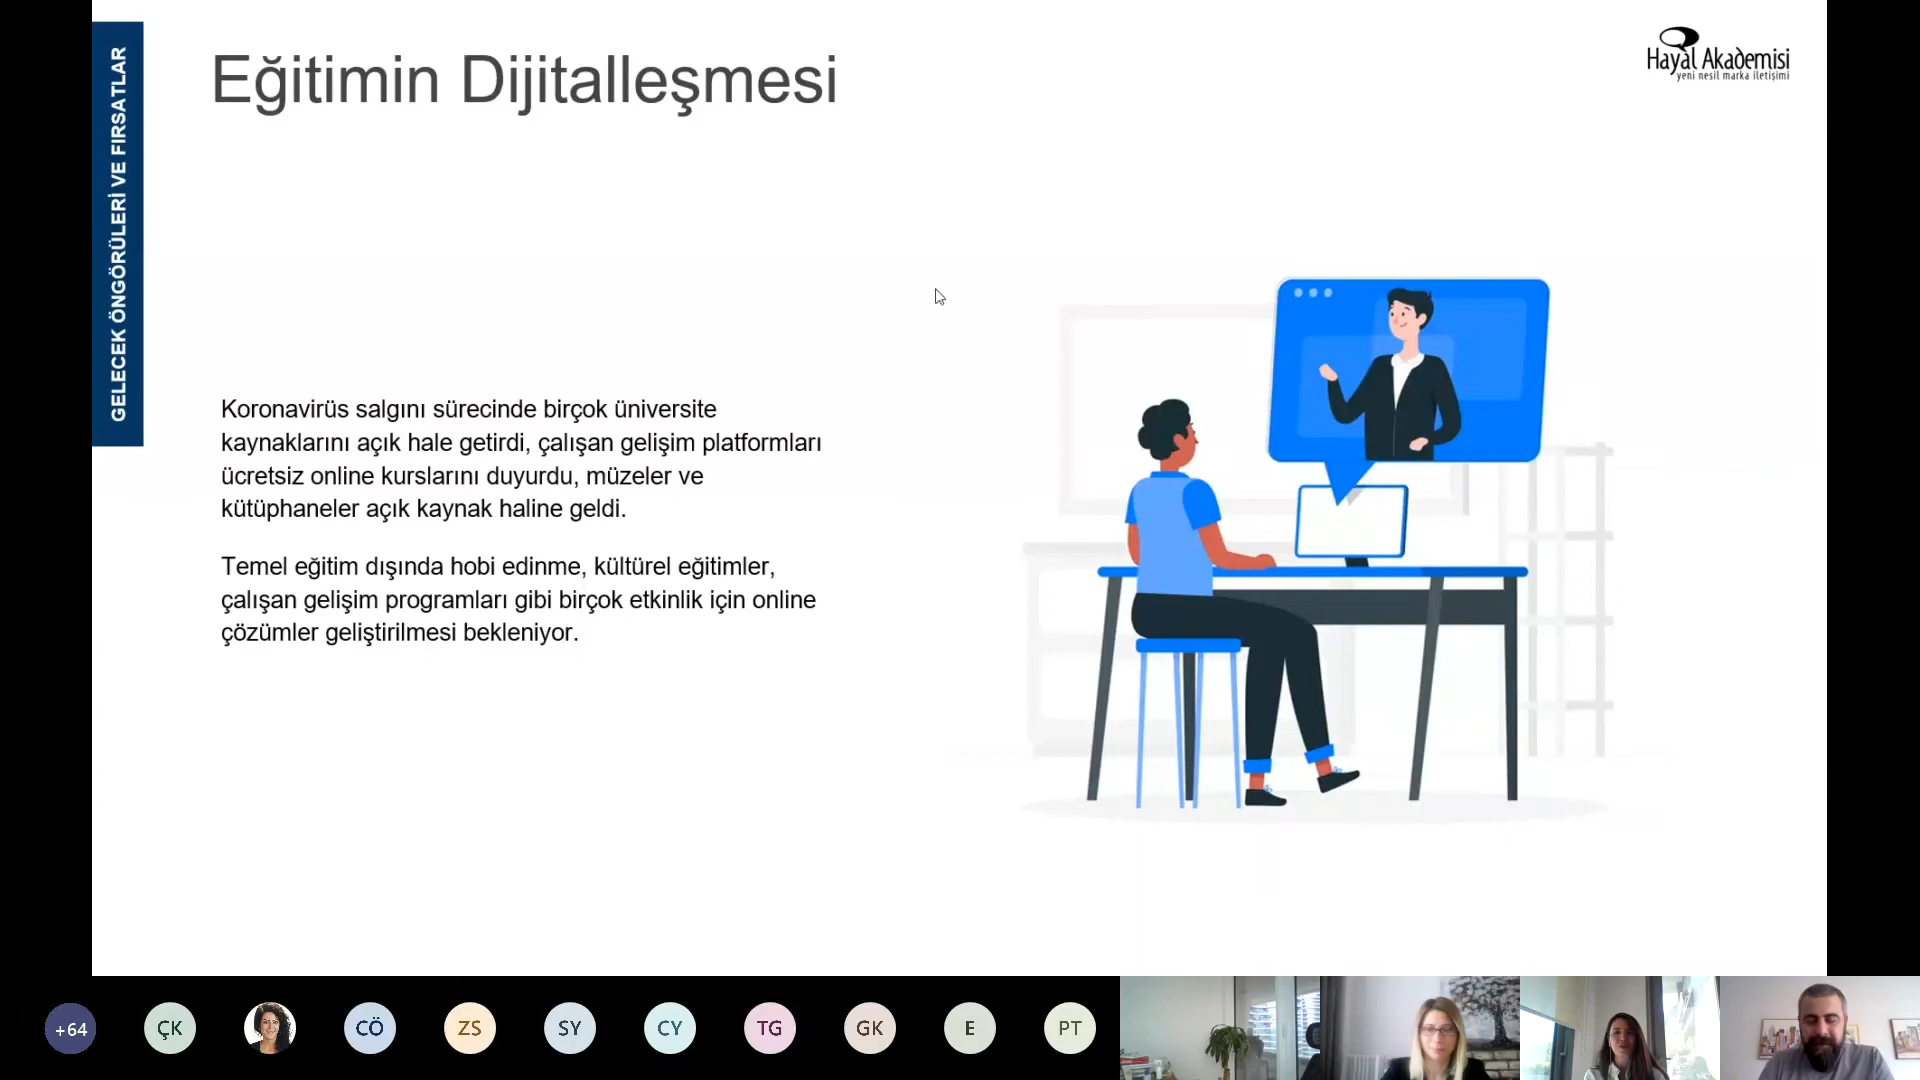 GELECEK ÖNGÖRÜLERİ VE FIRSATLAR
Eğitimin Dijitalleşmesi
Hayal Akademisi
yeni nesil marka iletişimi
Koronavirüs salgını sürecinde birçok üniversite
kaynaklarını açık hale getirdi, çalışan gelişim platformları
ücretsiz online kurslarını duyurdu, müzeler ve
kütüphaneler açık kaynak haline geldi.
Temel eğitim dışında hobi edinme, kültürel eğitimler,
çalışan gelişim programları gibi birçok etkinlik için online
çözümler geliştirilmesi bekleniyor.
+64
ÇK
CÖ
ZS
SY
CY
TG
GK
E
PT